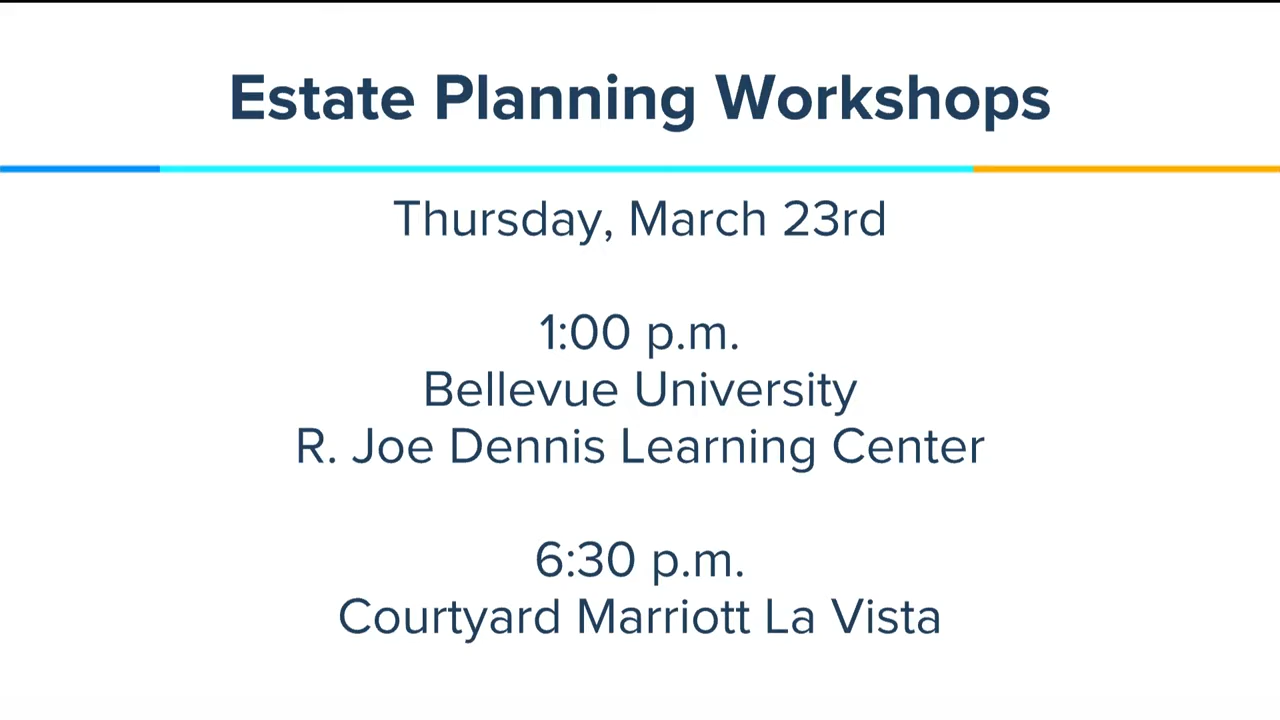 Estate Planning Workshops
Thursday, March 23rd
1:00 p.m.
Bellevue University
R. Joe Dennis Learning Center
6:30 p.m.
Courtyard Marriott La Vista